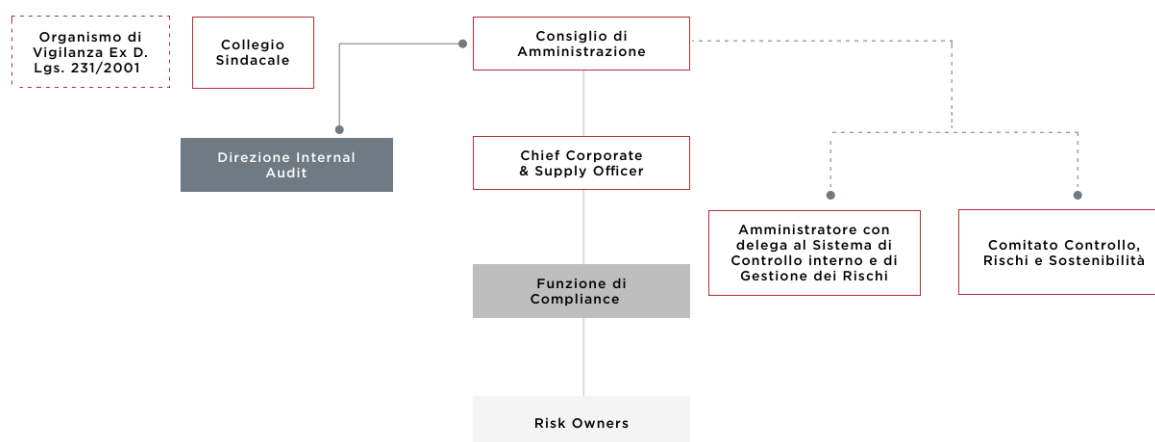 Organismo di
Vigilanza Ex D.
Lgs. 231/2001
Collegio
Sindacale
Consiglio di
Amministrazione
Direzione Internal
Audit
Chief Corporate
& Supply Officer
Amministratore con
delega al Sistema di
Controllo interno e di
Gestione dei Rischi
Comitato Controllo,
Rischi e Sostenibilità
Funzione di
Compliance
Risk Owners